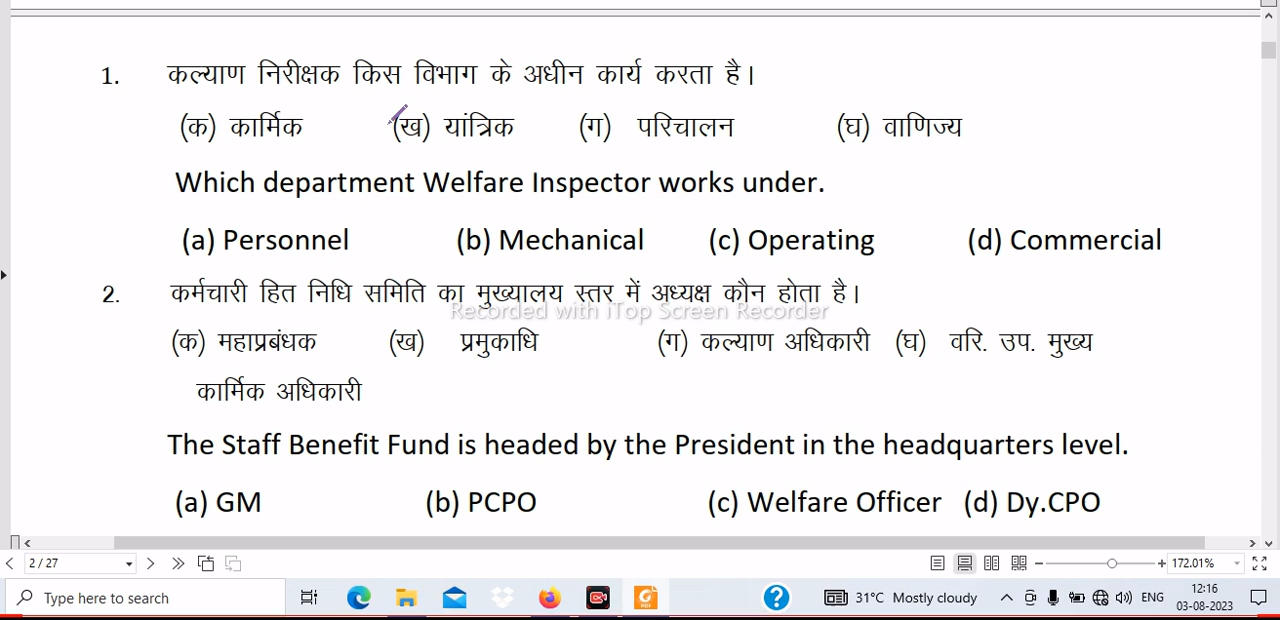 1. कल्याण निरीक्षक किस विभाग के अधीन कार्य करता है।
(क) कार्मिक (ख) यांत्रिक (ग) परिचालन (घ) वाणिज्य
Which department Welfare Inspector works under.
(a) Personnel (b) Mechanical (c) Operating (d) Commercial
2. कर्मचारी हित निधि समिति का मुख्यालय स्तर में अध्यक्ष कौन होता है।
Recorded with iTop Screen Recorder
(क) महाप्रबंधक (ख) प्रमुकाधि (ग) कल्याण अधिकारी (घ) वरि. उप. मुख्य
कार्मिक अधिकारी
The Staff Benefit Fund is headed by the President in the headquarters level.
(a) GM (b) PCPO (c) Welfare Officer (d) Dy.CPO
2 / 27 172.01%
Type here to search 31°C Mostly cloudy ENG 12:16
03-08-2023